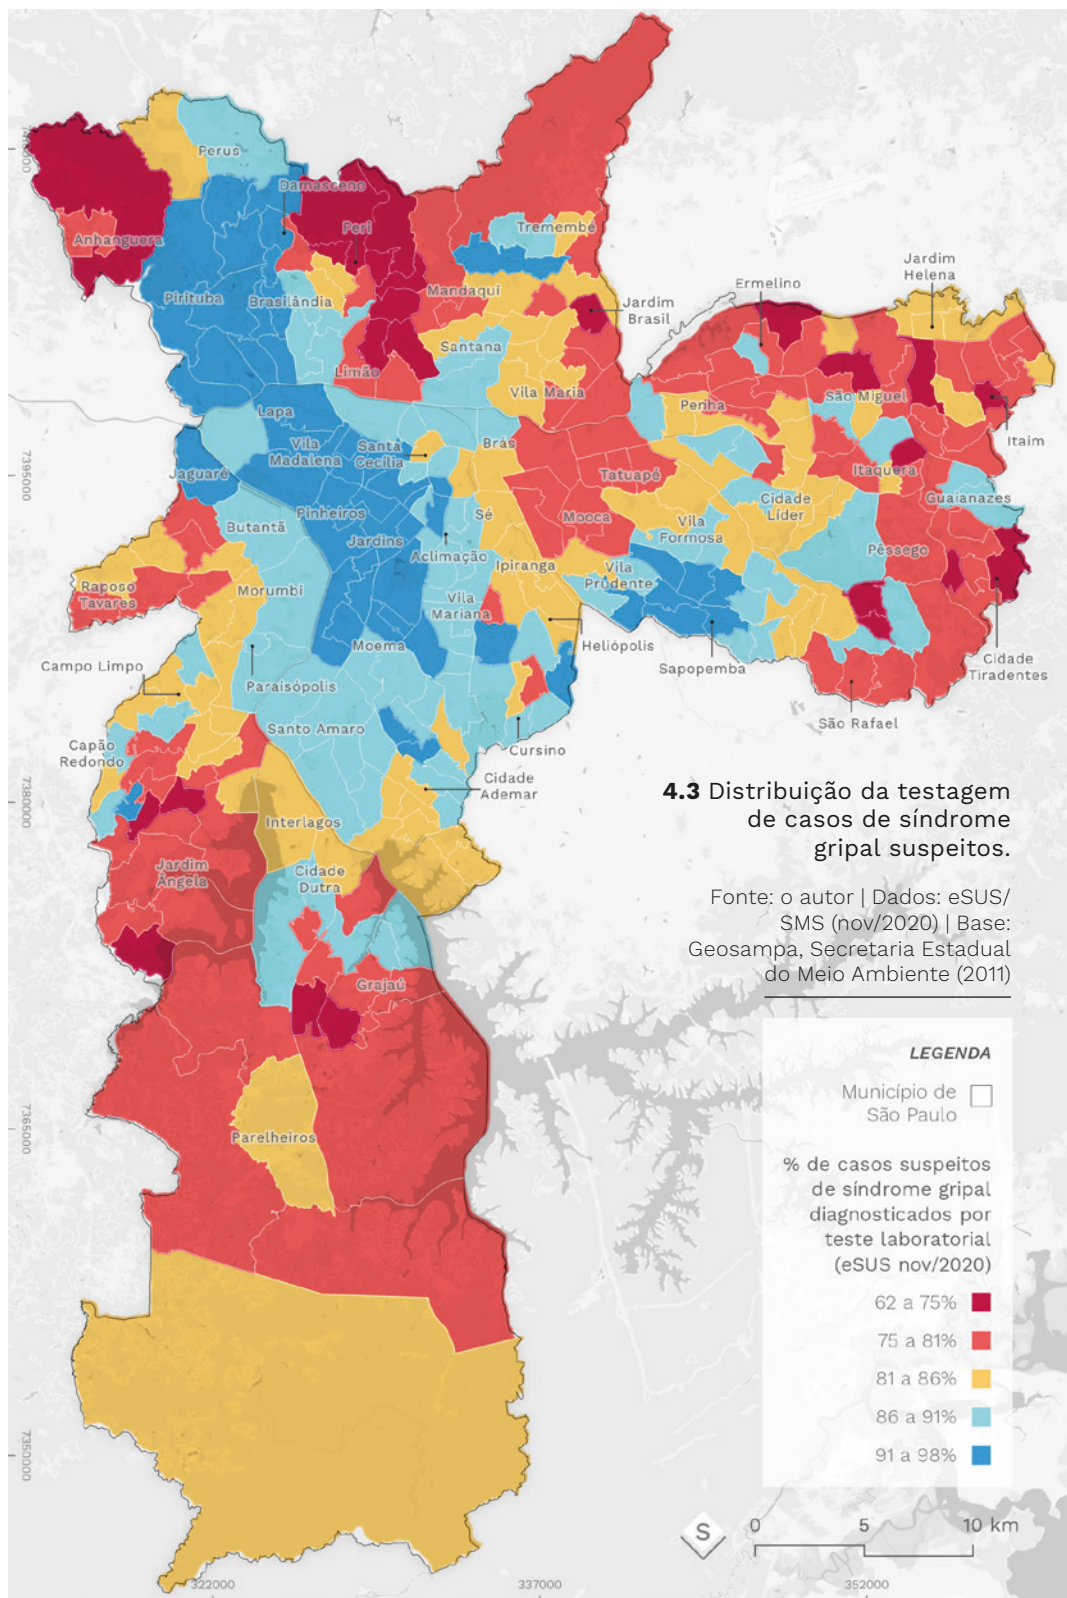 Perus
Damasceno
Peri
Anhanguera
Tremembé
Pirituba
Brasilândia
Mandaqui
Jardim
Helena
Ermelino
Jardim
Brasil
Santana
Limão
Vila Maria
São Miguel
Penha
Lapa
Itaim
Vila
Madalena
Santa
Cecília
Brás
Jaguaré
Tatuapé
Itaquera
Guaianazes
Pinheiros
Sé
Mooca
Cidade
Líder
Butantã
Jardins
Vila
Formosa
Aclimação
Pêssego
Ipiranga
Raposo
Tavares
Morumbi
Vila
Prudente
Vila
Mariana
Moema
Heliópolis
Campo Limpo
Sapopemba
Cidade
Tiradentes
Paraisópolis
São Rafael
Santo Amaro
Capão
Redondo
Cursino
Cidade
Ademar
Interlagos
Jardim
Ângela
Cidade
Dutra
Grajaú
Parelheiros
7395000
7380000
7365000
7350000
322000
337000
352000
4.3 Distribuição da testagem
de casos de síndrome
gripal suspeitos.
Fonte: o autor | Dados: eSUS/
SMS (nov/2020) | Base:
Geosampa, Secretaria Estadual
do Meio Ambiente (2011)
LEGENDA
Município de
São Paulo
% de casos suspeitos
de síndrome gripal
diagnosticados por
teste laboratorial
(eSUS nov/2020)
62 a 75%
75 a 81%
81 a 86%
86 a 91%
91 a 98%
S
0 5 10 km